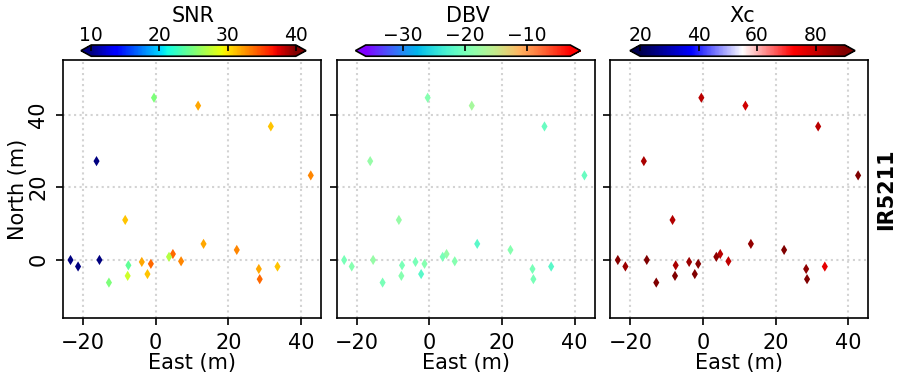 SNR DBV Xc
10 20 30 40 −30 −20 −10 20 40 60 80
North (m)
40
20
0
IR5211
−20 0 20 40 −20 0 20 40 −20 0 20 40
East (m) East (m) East (m)